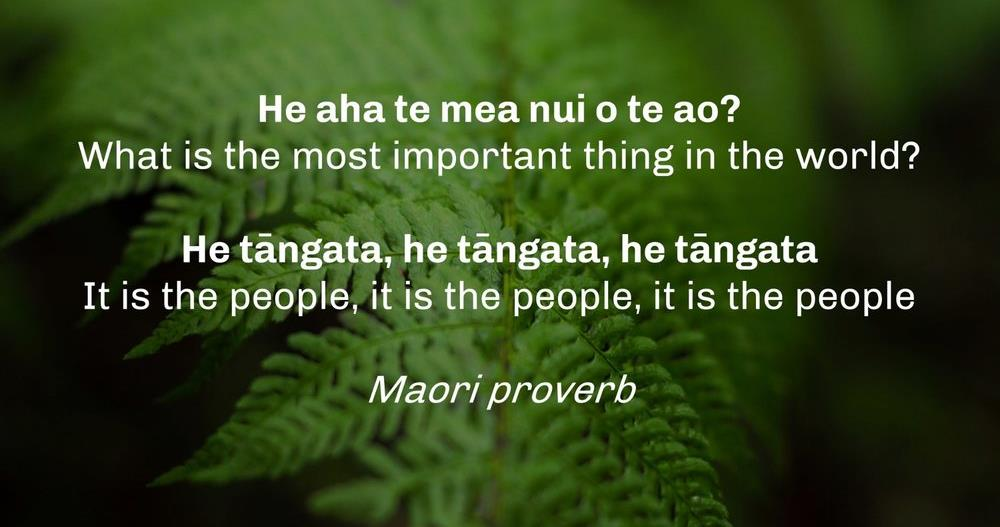 He aha te mea nui o te ao?
What is the most important thing in the world?
He tāngata, he tāngata, he tāngata
It is the people, it is the people, it is the people
Maori proverb